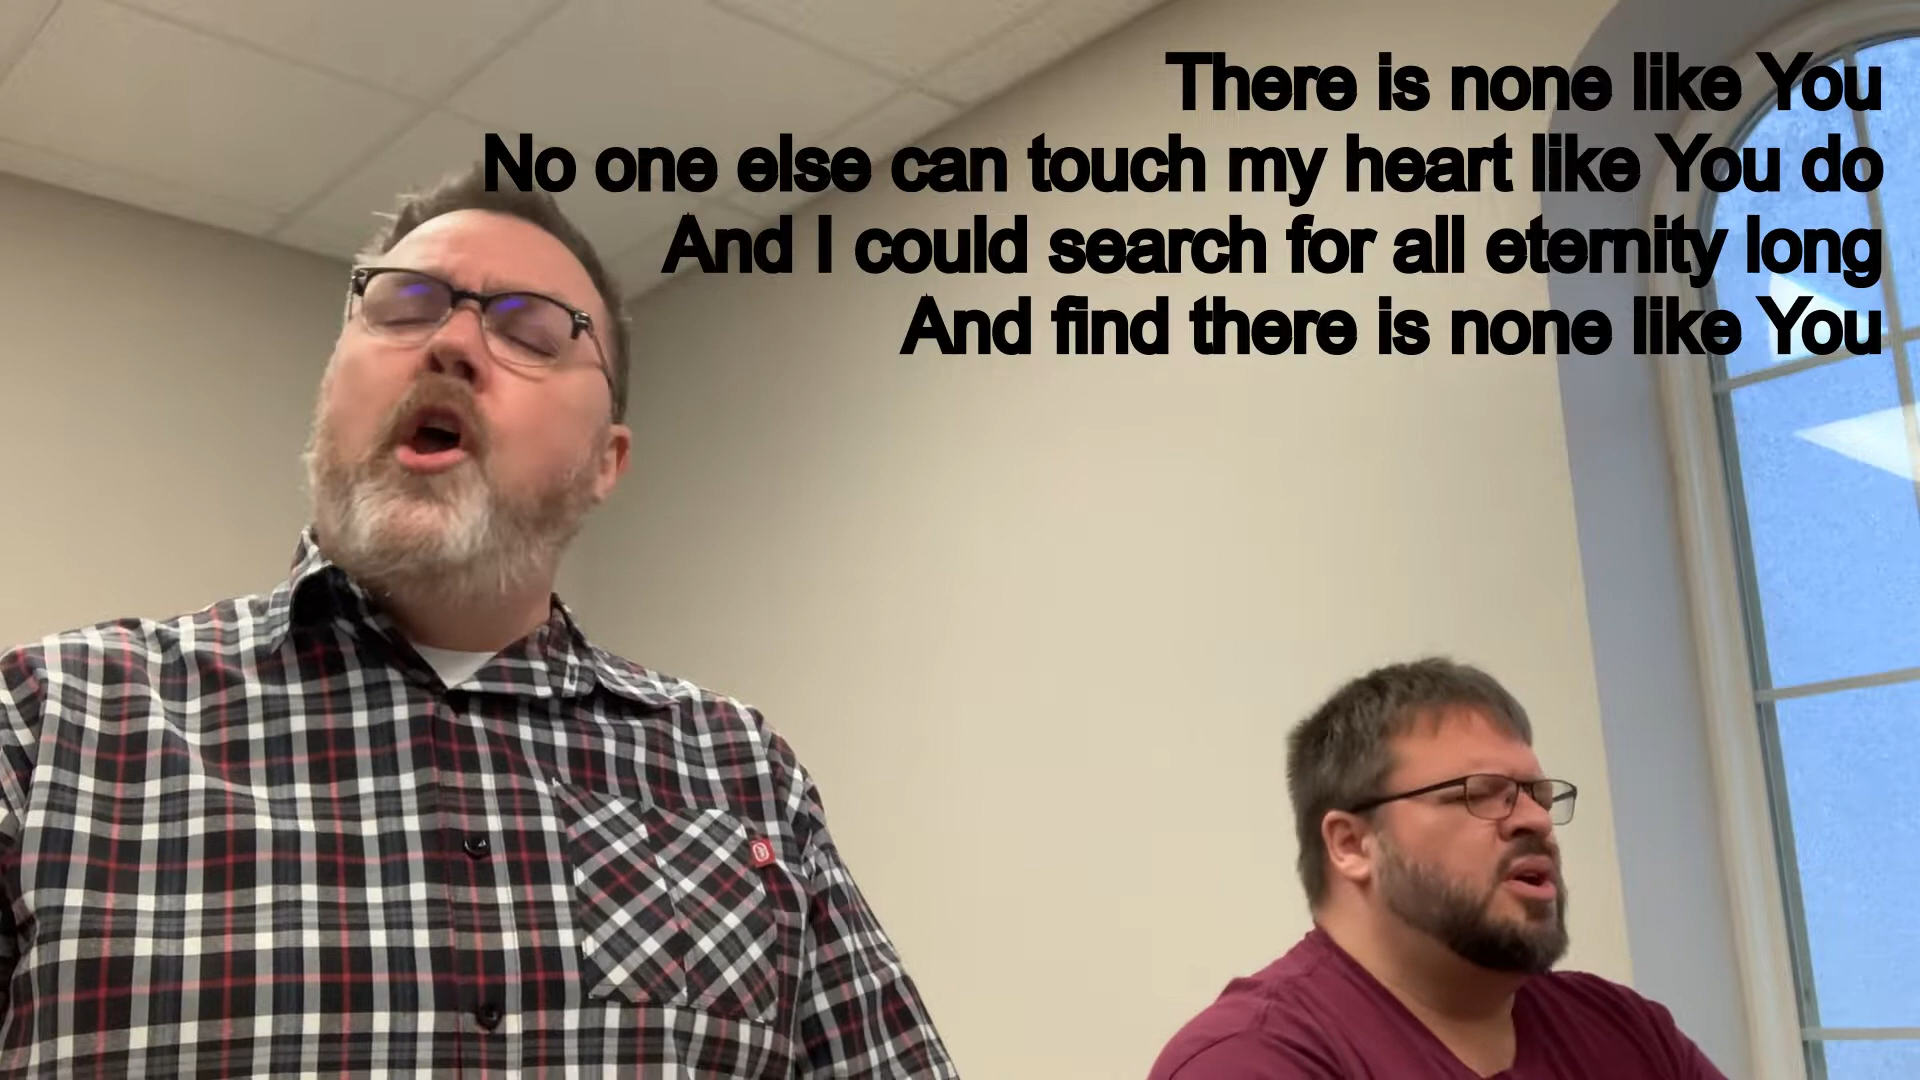 There is none like You
No one else can touch my heart like You do
And I could search for all eternity long
And find there is none like You